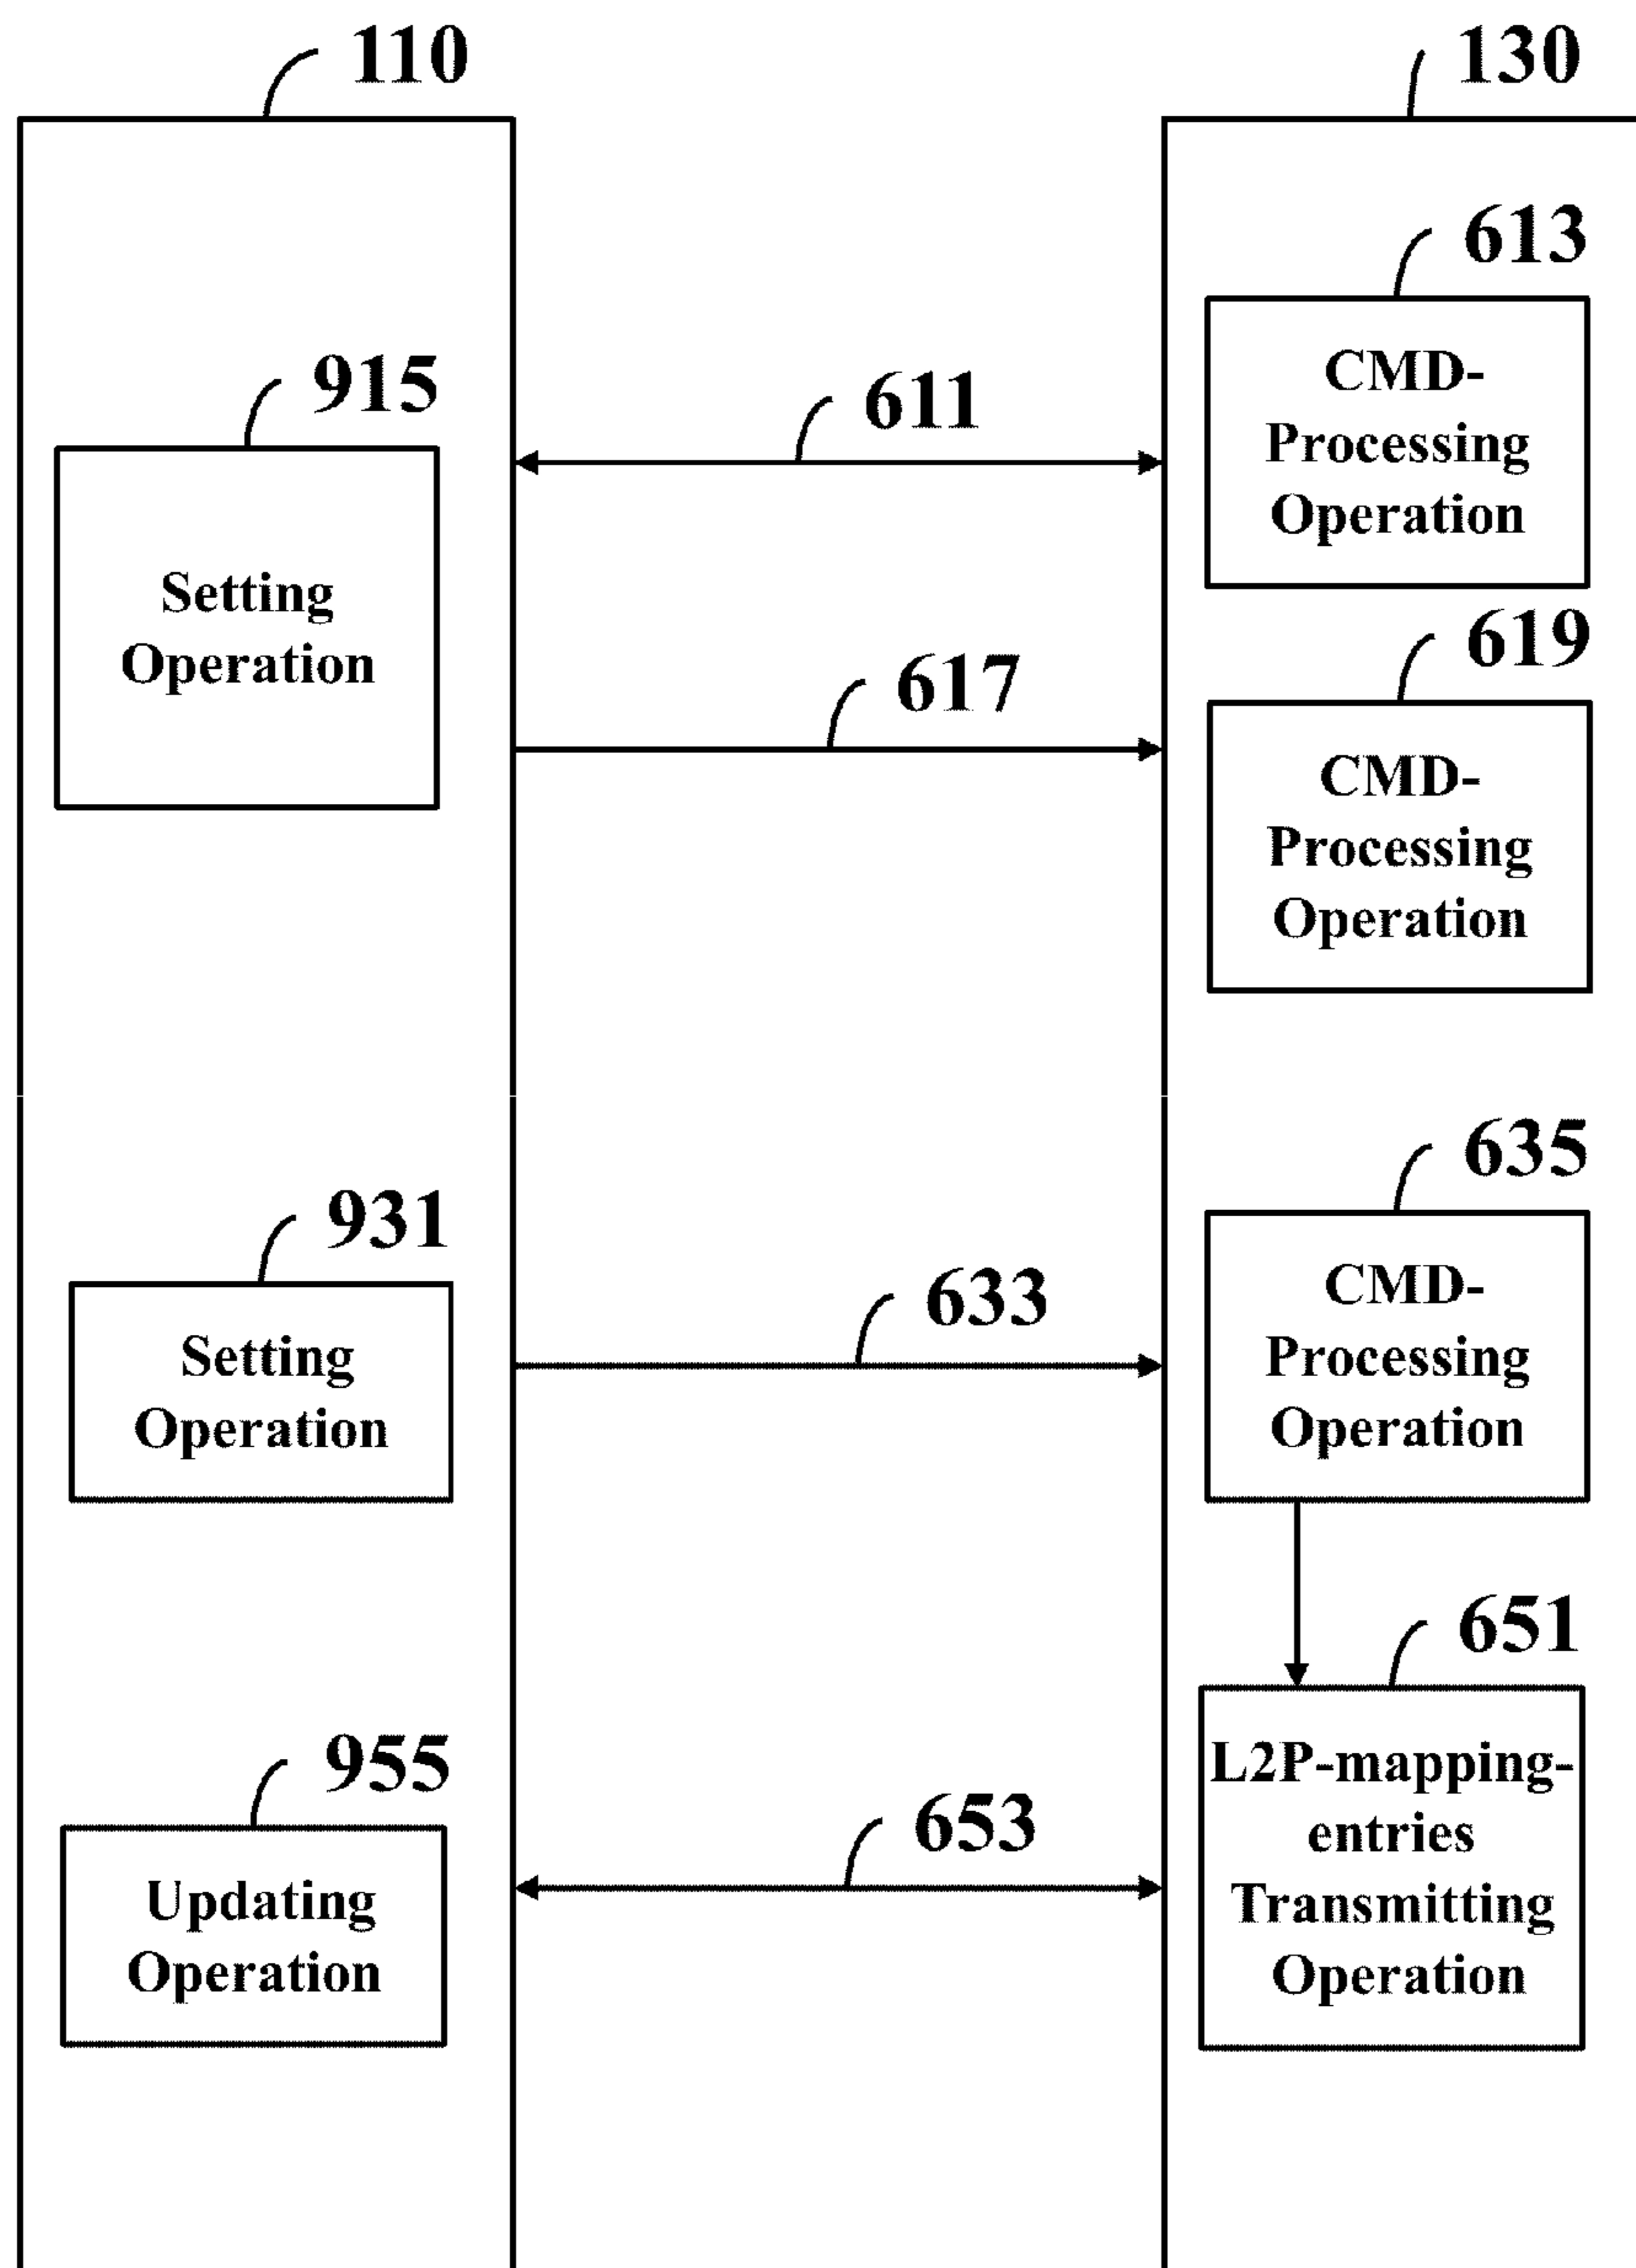 110
130
613
CMD-
Processing
Operation
915
Setting
Operation
611
617
619
CMD-
Processing
Operation
635
CMD-
Processing
Operation
931
Setting
Operation
633
651
L2P-mapping-
entries
Transmitting
Operation
955
Updating
Operation
653